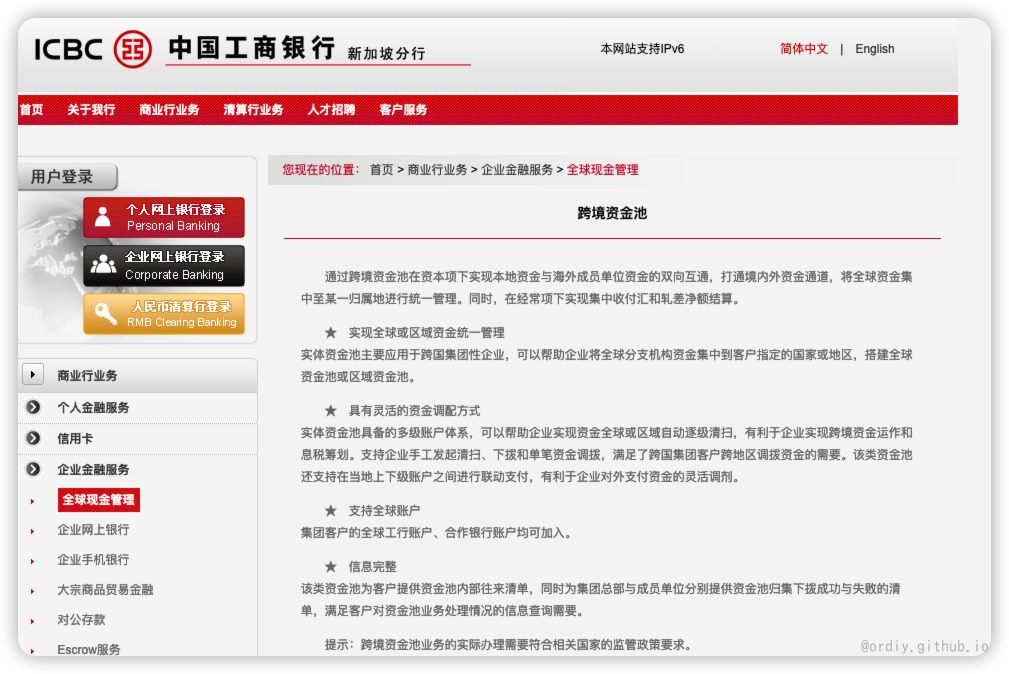 ICBC 中国工商银行 新加坡分行
本网站支持IPv6
简体中文 | English
首页 关于我行 商业行业务 清算行业务 人才招聘 客户服务
用户登录
个人网上银行登录
Personal Banking
企业网上银行登录
Corporate Banking
人民币清算行登录
RMB Clearing Banking
商业行业务
个人金融服务
信用卡
企业金融服务
全球现金管理
企业网上银行
企业手机银行
大宗商品贸易金融
对公存款
Escrow服务
您现在的位置： 首页 > 商业行业务 > 企业金融服务 > 全球现金管理
跨境资金池
通过跨境资金池在资本项下实现本地资金与海外成员单位资金的双向互通，打通境内外资金通道，将全球资金集
中至某一归属地进行统一管理。同时，在经常项下实现集中收付汇和轧差净额结算。
★ 实现全球或区域资金统一管理
实体资金池主要应用于跨国集团性企业，可以帮助企业将全球分支机构资金集中到客户指定的国家或地区，搭建全球
资金池或区域资金池。
★ 具有灵活的资金调配方式
实体资金池具备的多级账户体系，可以帮助企业实现资金全球或区域自动逐级清扫，有利于企业实现跨境资金运作和
息税筹划。支持企业手工发起清扫、下拨和单笔资金调拨，满足了跨国集团客户跨地区调拨资金的需要。该类资金池
还支持在当地上下级账户之间进行联动支付，有利于企业对外支付资金的灵活调剂。
★ 支持全球账户
集团客户的全球工行账户、合作银行账户均可加入。
★ 信息完整
该类资金池为客户提供资金池内部往来清单，同时为集团总部与成员单位分别提供资金池归集下拨成功与失败的清
单，满足客户对资金池业务处理情况的信息查询需要。
提示：跨境资金池业务的实际办理需要符合相关国家的监管政策要求。
@ordiy.github.io